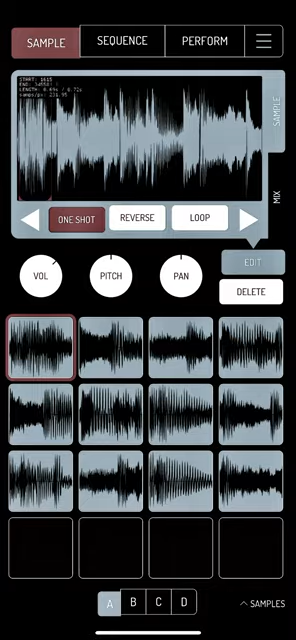 SAMPLE SEQUENCE PERFORM
START: 1615
LENGTH: 8.69s / 8.72s
SAMPLE
MIX
ONE SHOT REVERSE LOOP
VOL PITCH PAN EDIT
DELETE
A B C D SAMPLES